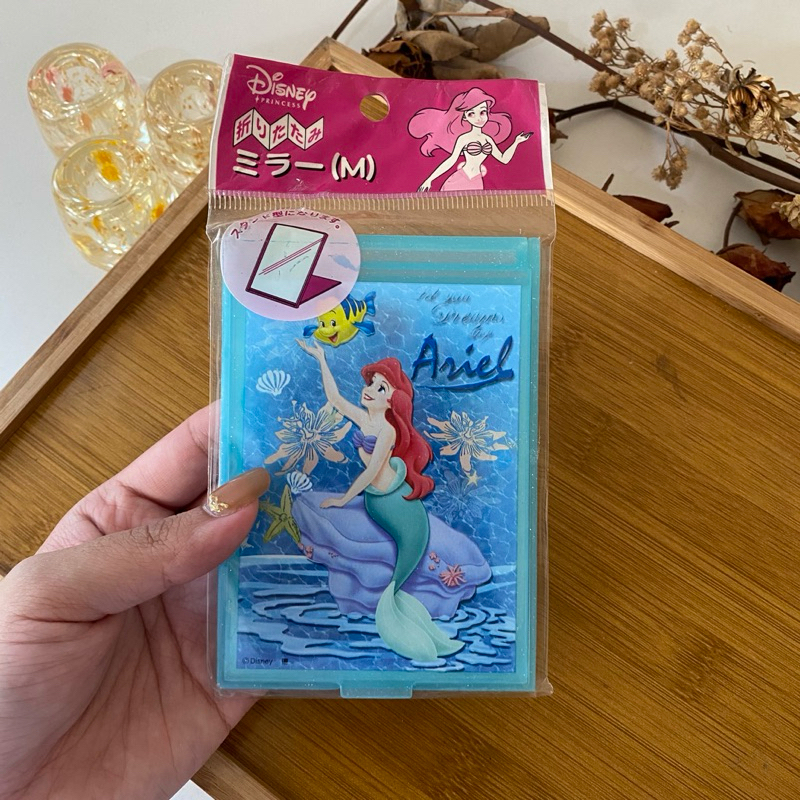 Disney
PRINCESS
折りたたみ
ミラー(M)
スタンド型になります。
Ariel
© Disney